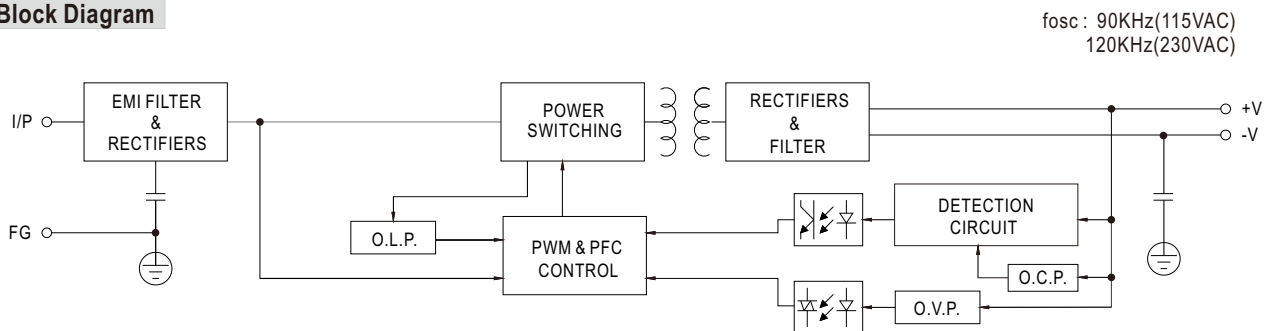 Block Diagram
fosc : 90KHz(115VAC)
120KHz(230VAC)
I/P
EMI FILTER
&
RECTIFIERS
POWER
SWITCHING
RECTIFIERS
&
FILTER
+V
-V
FG
O.L.P.
PWM & PFC
CONTROL
DETECTION
CIRCUIT
O.C.P.
O.V.P.